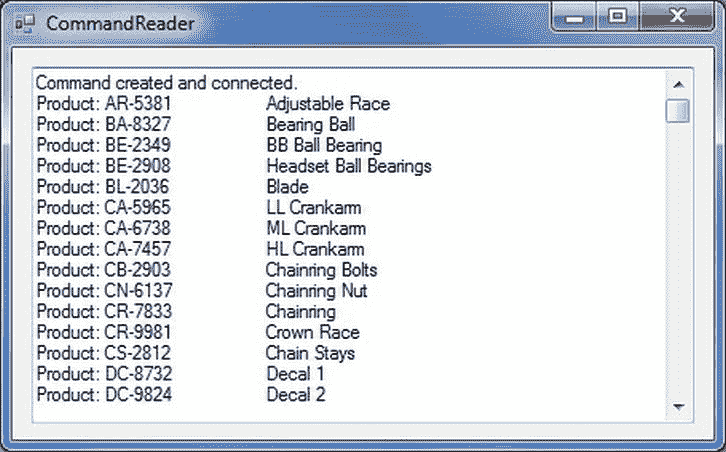 CommandReader
Command created and connected.
Product: AR-5381 Adjustable Race
Product: BA-8327 Bearing Ball
Product: BE-2349 BB Ball Bearing
Product: BE-2908 Headset Ball Bearings
Product: BL-2036 Blade
Product: CA-5965 LL Crankarm
Product: CA-6738 ML Crankarm
Product: CA-7457 HL Crankarm
Product: CB-2903 Chainring Bolts
Product: CN-6137 Chainring Nut
Product: CR-7833 Chainring
Product: CR-9981 Crown Race
Product: CS-2812 Chain Stays
Product: DC-8732 Decal 1
Product: DC-9824 Decal 2